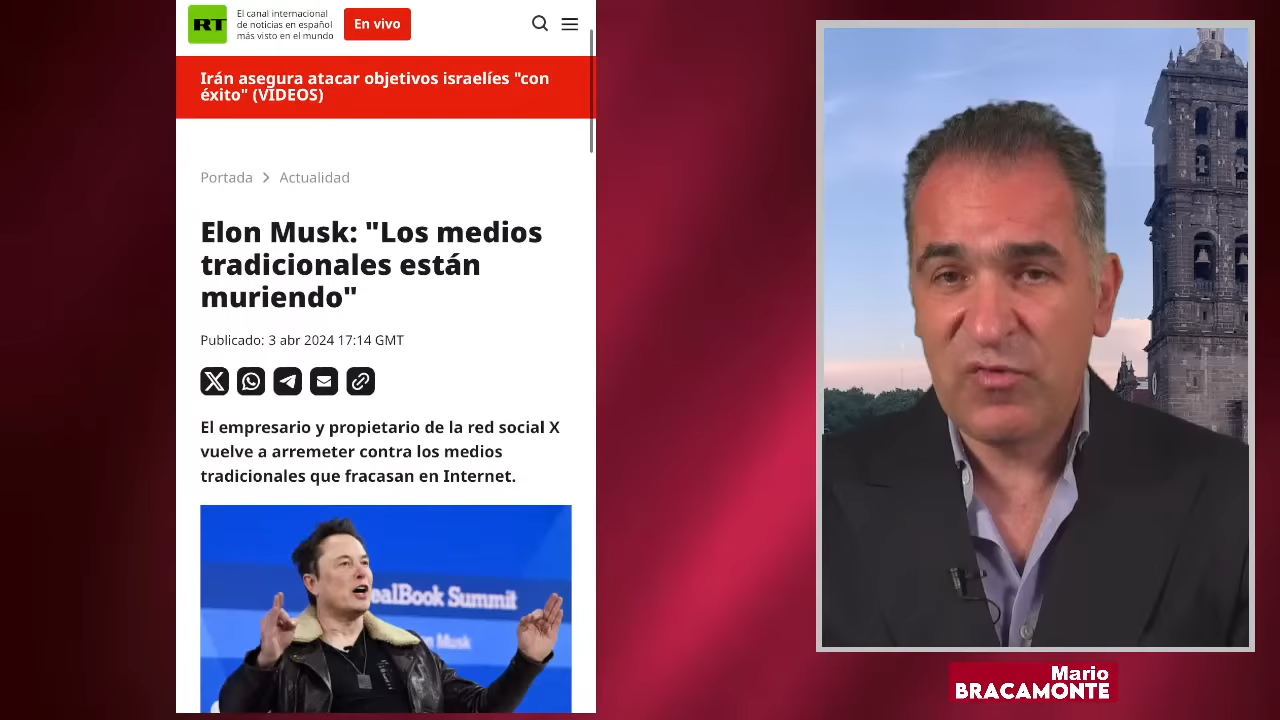 RT
El canal internacional
de noticias en español
más visto en el mundo
En vivo
Irán asegura atacar objetivos israelíes "con
éxito" (VIDEOS)
Portada > Actualidad
Elon Musk: "Los medios
tradicionales están
muriendo"
Publicado: 3 abr 2024 17:14 GMT
El empresario y propietario de la red social X
vuelve a arremeter contra los medios
tradicionales que fracasan en Internet.
ealBook Summit
n Musk
Mario
BRACAMONTE